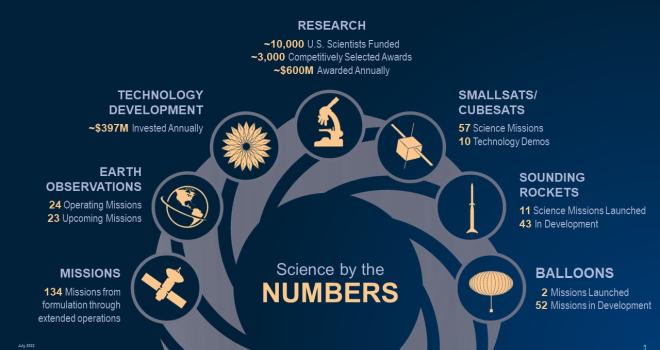 RESEARCH
~10,000 U.S. Scientists Funded
~3,000 Competitively Selected Awards
~$600M Awarded Annually
TECHNOLOGY
DEVELOPMENT
~$397M Invested Annually
SMALLSATS/
CUBESATS
57 Science Missions
10 Technology Demos
EARTH
OBSERVATIONS
24 Operating Missions
23 Upcoming Missions
SOUNDING
ROCKETS
11 Science Missions Launched
43 In Development
MISSIONS
134 Missions from
formulation through
extended operations
Science by the
NUMBERS
BALLOONS
2 Missions Launched
52 Missions in Development
July 2022
1